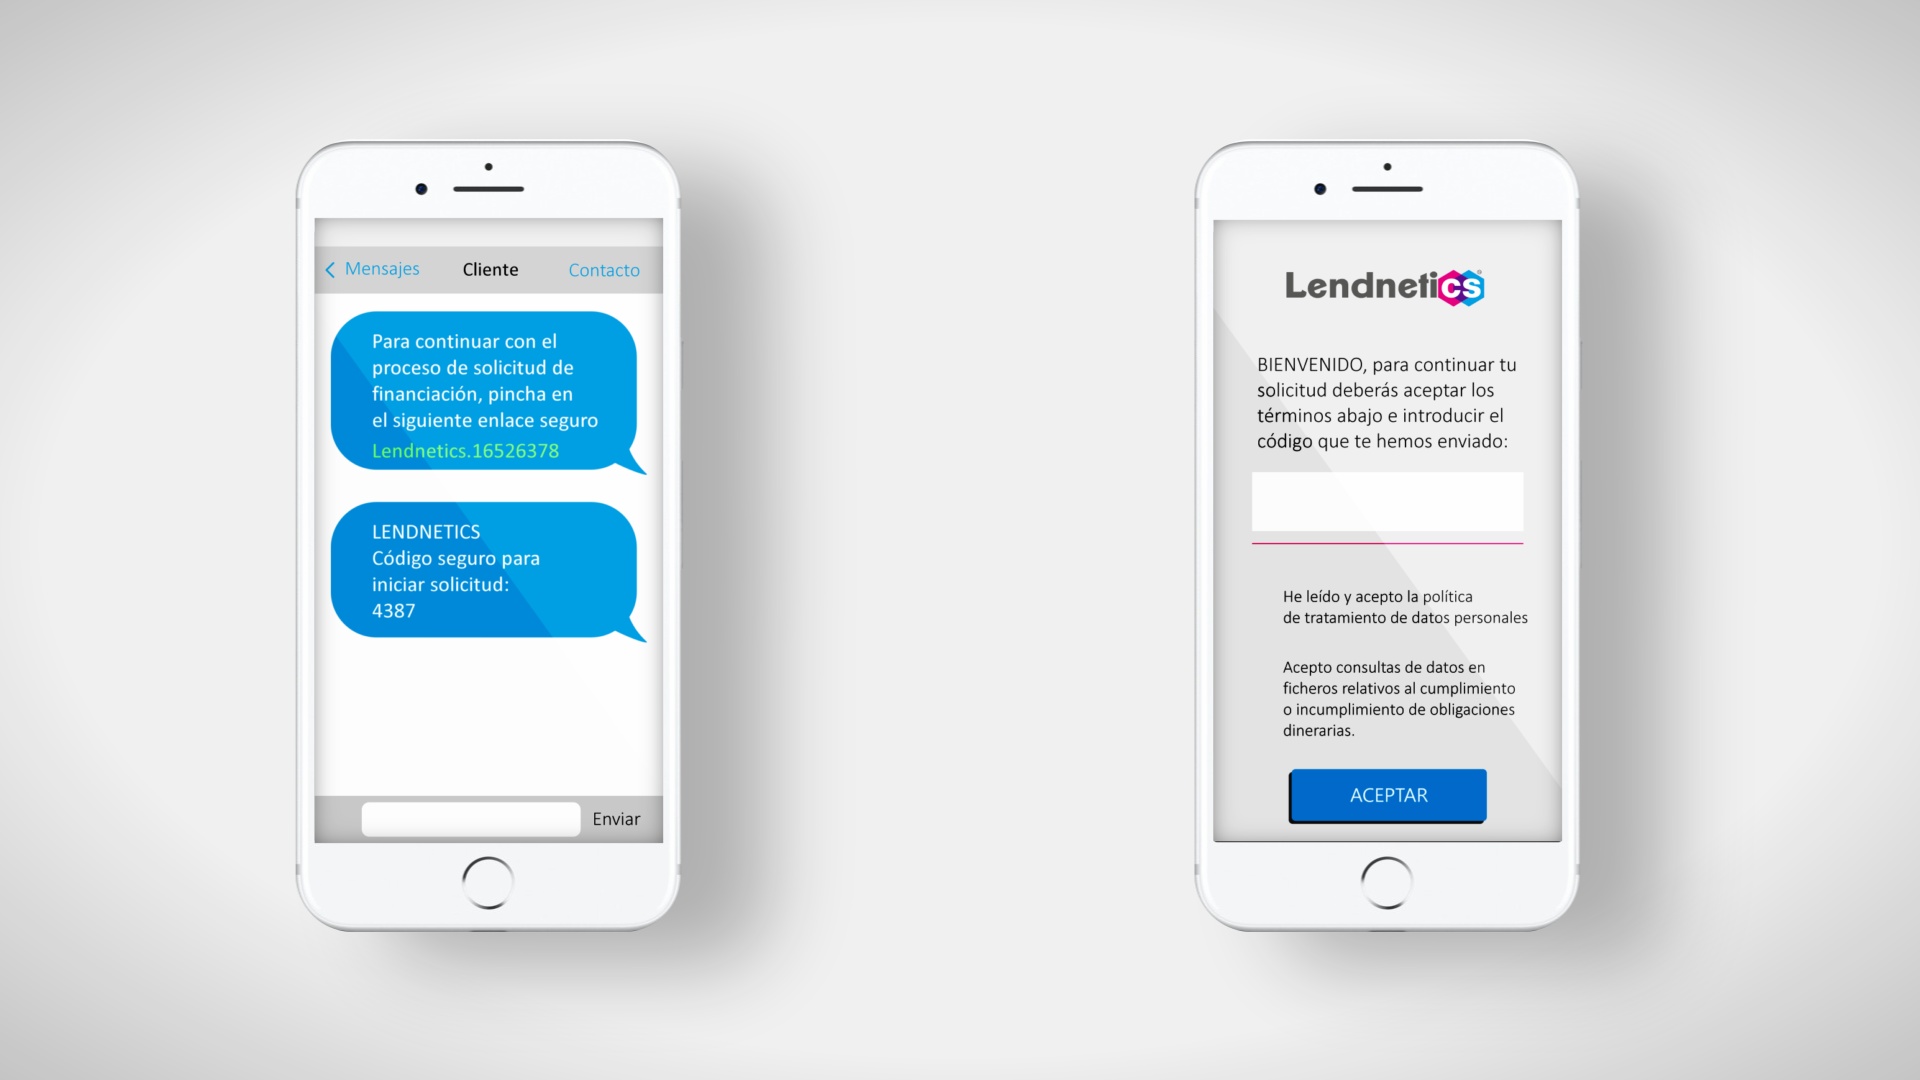 Mensajes
Cliente
Contacto
Para continuar con el
proceso de solicitud de
financiación, pincha en
el siguiente enlace seguro
Lendnetics.16526378
LENDNETICS
Código seguro para
iniciar solicitud:
4387
Enviar
Lendnetics
BIENVENIDO, para continuar tu
solicitud deberás aceptar los
términos abajo e introducir el
código que te hemos enviado:
He leído y acepto la política
de tratamiento de datos personales
Acepto consultas de datos en
ficheros relativos al cumplimiento
o incumplimiento de obligaciones
dinerarias.
ACEPTAR